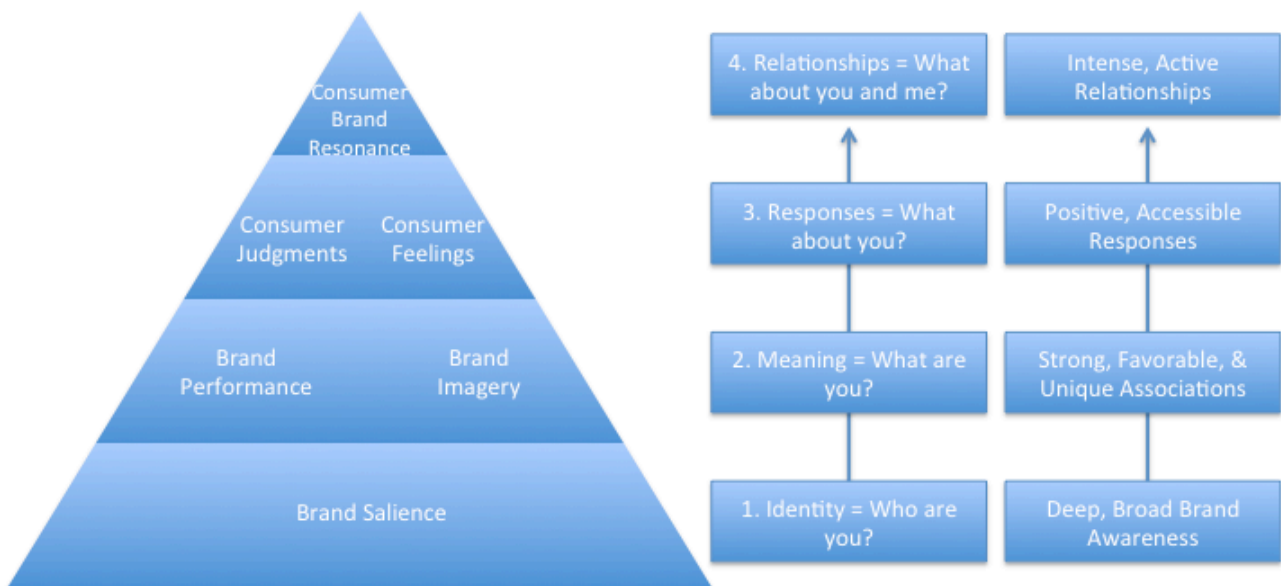 Consumer
Brand
Resonance
Consumer
Judgments
Consumer
Feelings
Brand
Performance
Brand
Imagery
Brand Salience
4. Relationships = What
about you and me?
3. Responses = What
about you?
2. Meaning = What are
you?
1. Identity = Who are
you?
Intense, Active
Relationships
Positive, Accessible
Responses
Strong, Favorable, &
Unique Associations
Deep, Broad Brand
Awareness